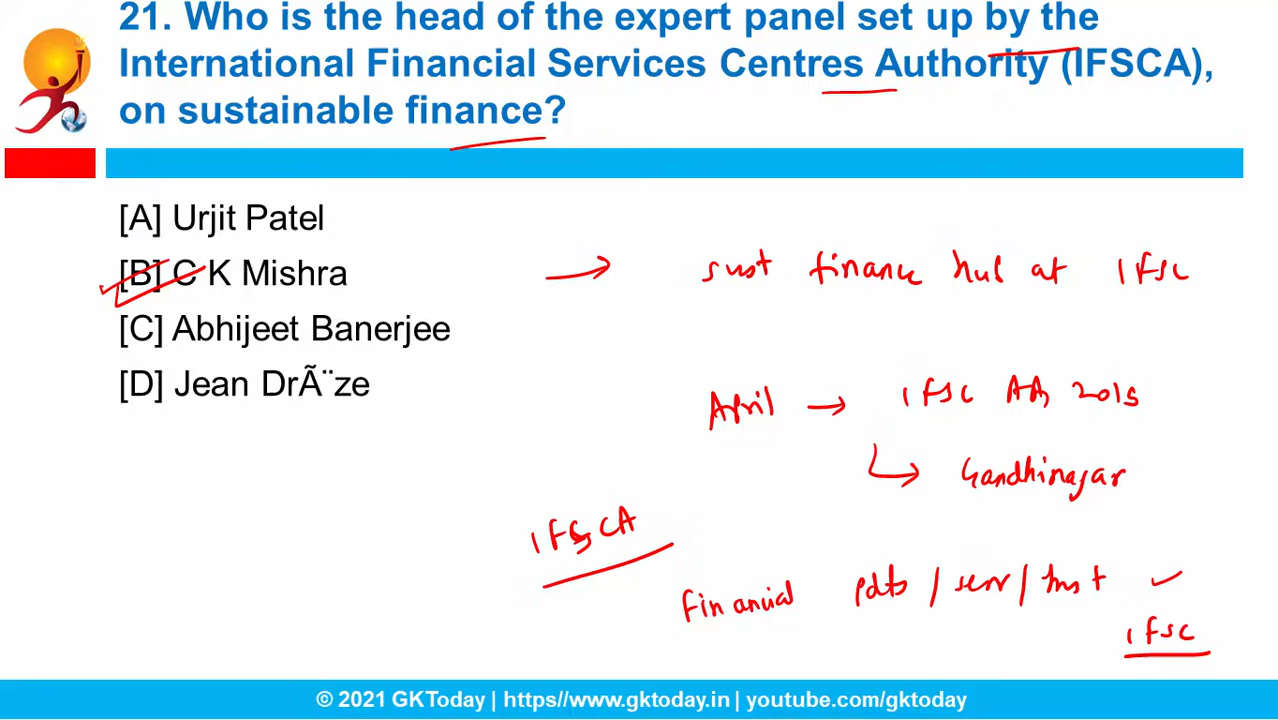 21. Who is the head of the expert panel set up by the
International Financial Services Centres Authority (IFSCA),
on sustainable finance?
[A] Urjit Patel
[B] C K Mishra
[C] Abhijeet Banerjee
[D] Jean DrÃ¨ze
→ sust finance hub at IFSC
April → IFSC AA 2015
↳ Gandhinagar
IFSCA
Financial pdts / serv / Inst ✓
IFSC
© 2021 GKToday | https//www.gktoday.in | youtube.com/gktoday